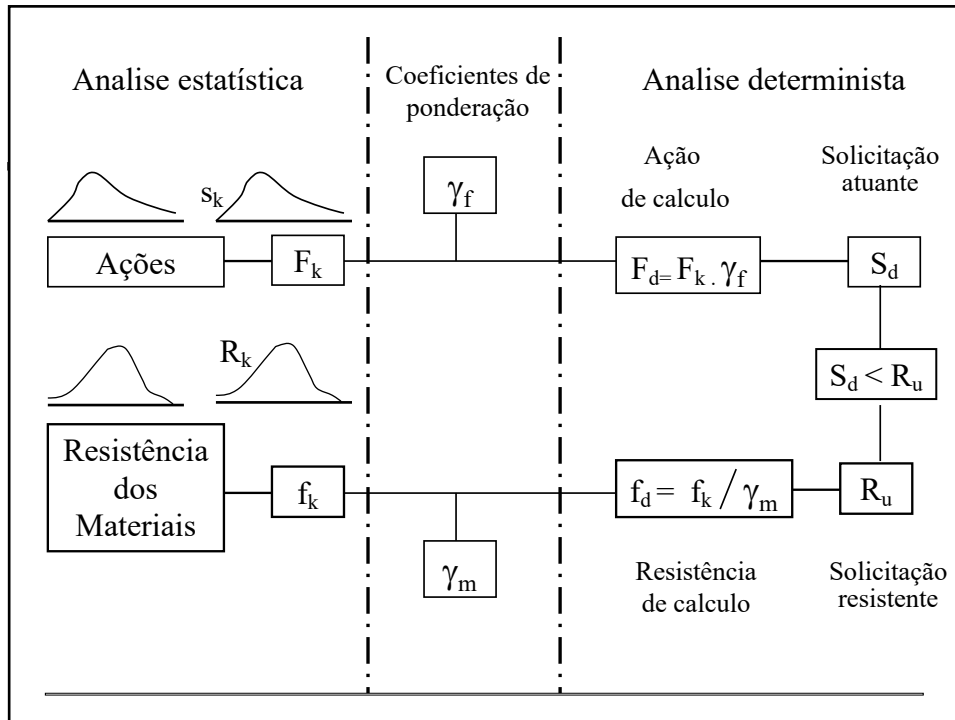 Analise estatística
Coeficientes de
ponderação
Analise determinista
Ação
de calculo
Solicitação
atuante
γf
sk
Ações
Fk
Fd= Fk . γf
Sd
Rk
Sd < Ru
Resistência
dos
Materiais
fk
fd = fk / γm
Ru
γm
Resistência
de calculo
Solicitação
resistente